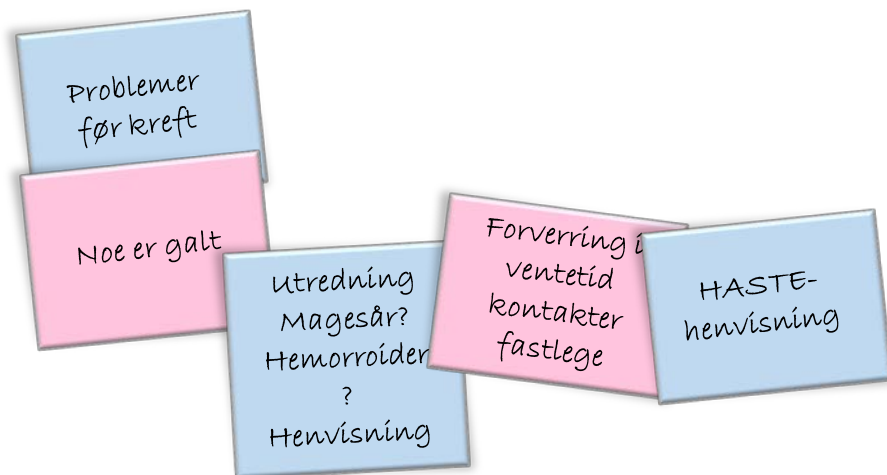 Problemer
før kreft
Noe er galt
Utredning
Magesår?
Hemorroider
?
Henvisning
Forverring i
ventetid
kontakter
fastlege
HASTE-
henvisning